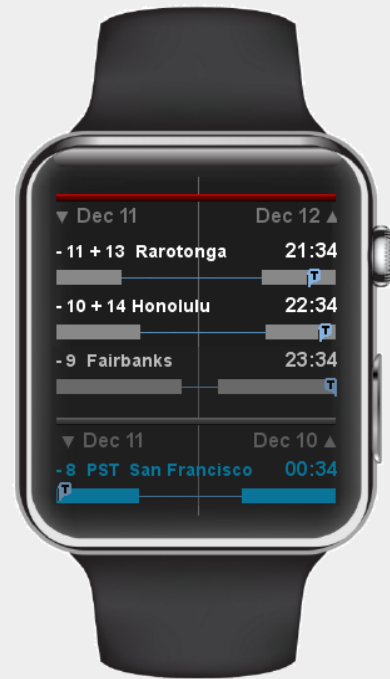 ▼ Dec 11 Dec 12 ▲
- 11 + 13 Rarotonga 21:34
T
- 10 + 14 Honolulu 22:34
T
- 9 Fairbanks 23:34
T
▼ Dec 11 Dec 10 ▲
- 8 PST San Francisco 00:34
T